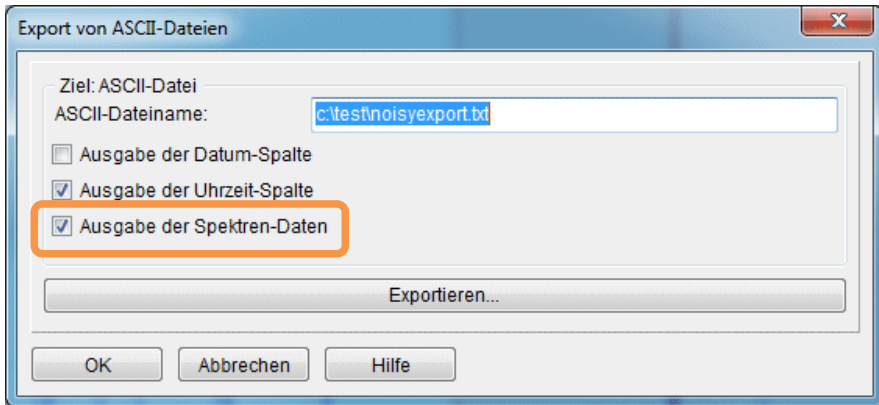 Export von ASCII-Dateien
Ziel: ASCII-Datei
ASCII-Dateiname: c:\test\noisyexport.txt
Ausgabe der Datum-Spalte
Ausgabe der Uhrzeit-Spalte
Ausgabe der Spektren-Daten
Exportieren...
OK Abbrechen Hilfe